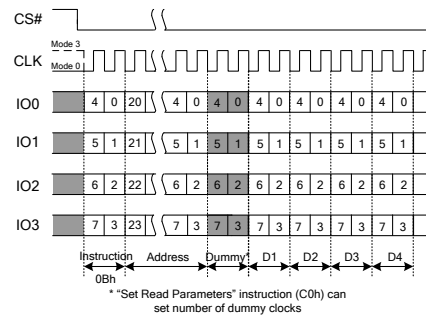 CS#
Mode 3
CLK
Mode 0
IO0 4 0 20 4 0 4 0 4 0 4 0 4 0 4 0
IO1 5 1 21 5 1 5 1 5 1 5 1 5 1 5 1
IO2 6 2 22 6 2 6 2 6 2 6 2 6 2 6 2
IO3 7 3 23 7 3 7 3 7 3 7 3 7 3 7 3
Instruction Address Dummy* D1 D2 D3 D4
0Bh
* "Set Read Parameters" instruction (C0h) can
set number of dummy clocks